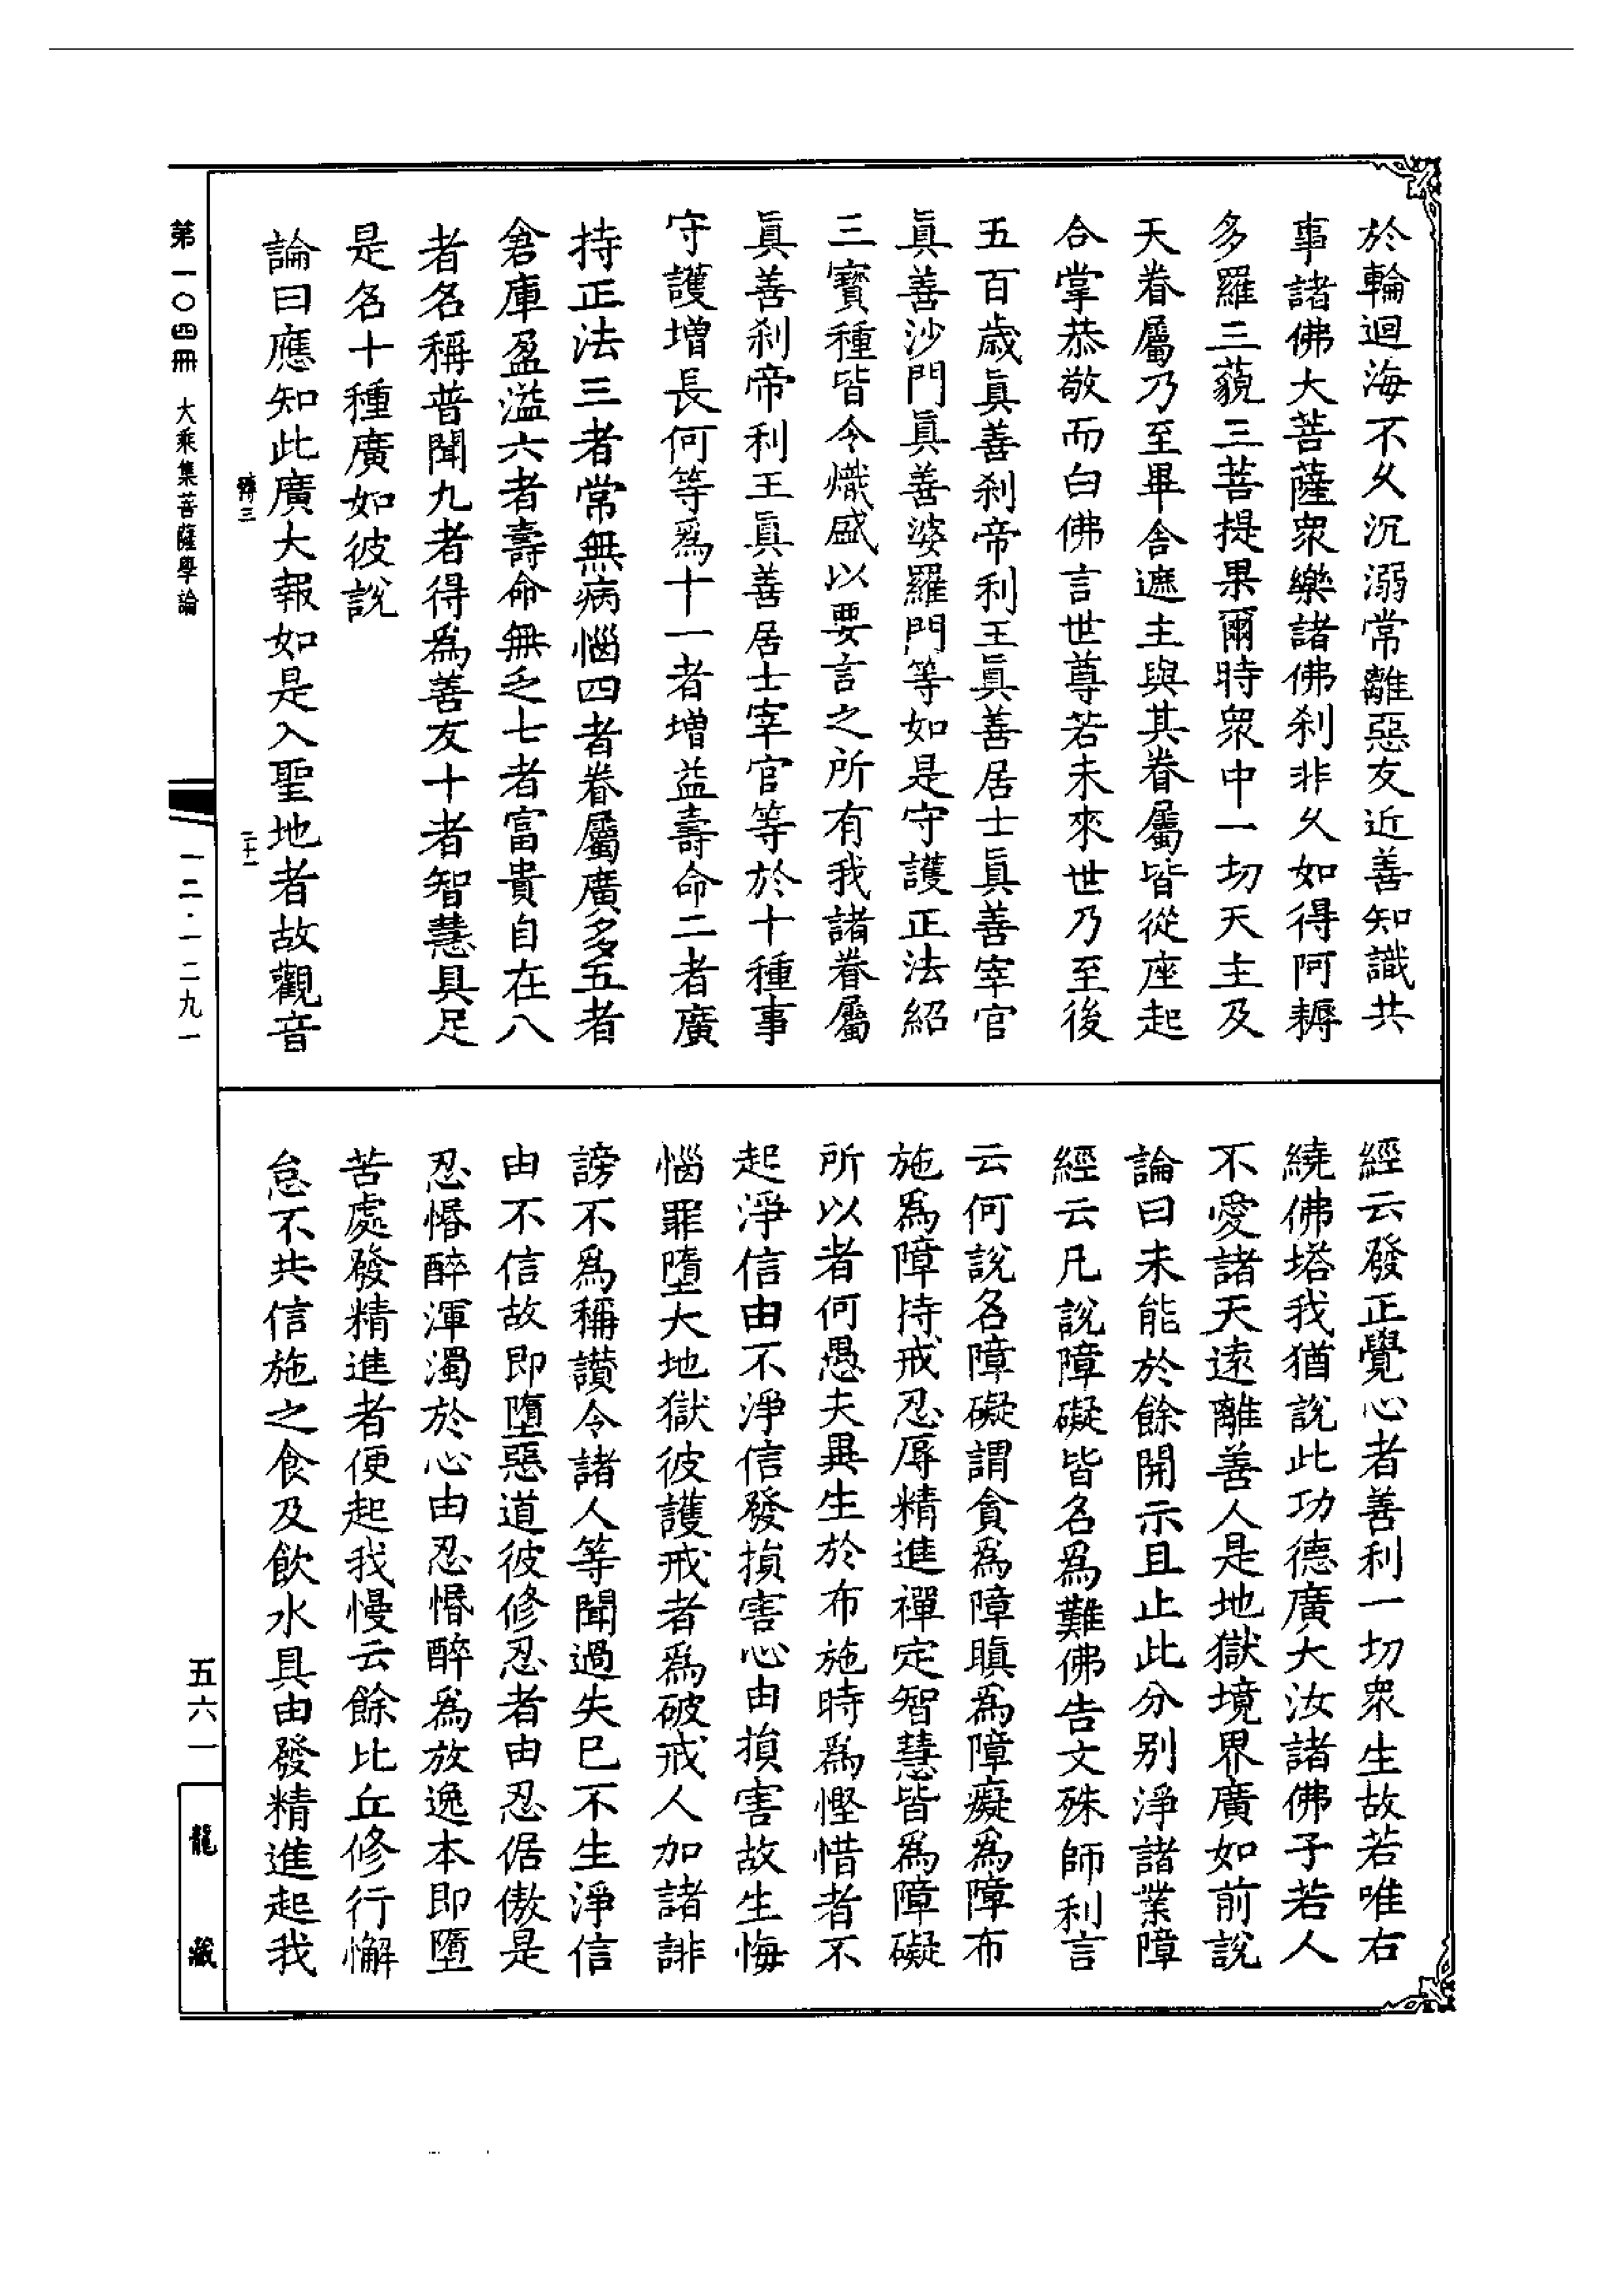 於輪迴海不久沉溺常離惡友近善知識共
事諸佛大菩薩衆樂諸佛刹非久如得阿耨
多羅三藐三菩提果爾時衆中一切天主及
天眷屬乃至畢舍遮主與其眷屬皆從座起
合掌恭敬而白佛言世尊若未來世乃至後
五百歲眞善刹帝利王眞善居士眞善宰官
眞善沙門眞善婆羅門等如是守護正法紹
三寳種皆令熾盛以要言之所有我諸眷屬
眞善刹帝利王眞善居士宰官等於十種事
守護增長何等爲十一者增益壽命二者廣
持正法三者常無病惱四者眷屬廣多五者
倉庫盈溢六者壽命無乏七者富貴自在八
者名稱普聞九者得爲善友十者智慧具足
是名十種廣如彼說
論曰應知此廣大報如是入聖地者故觀音
經云發正覺心者善利一切衆生故若唯右
繞佛塔我猶說此功德廣大汝諸佛子若人
不愛諸天遠離善人是地獄境界廣如前說
論曰未能於餘開示且止此分別淨諸業障
經云凡說障礙皆名爲難佛告文殊師利言
云何說名障礙謂貪爲障瞋爲障癡爲障布
施爲障持戒忍辱精進禪定智慧皆爲障礙
所以者何愚夫異生於布施時爲慳惜者不
起淨信由不淨信發損害心由損害故生悔
惱罪墮大地獄彼護戒者爲破戒人加諸誹
謗不爲稱讃令諸人等聞過失已不生淨信
由不信故即墮惡道彼修忍者由忍倨傲是
忍惛醉渾濁於心由忍惛醉爲放逸本即墮
苦處發精進者便起我慢云餘比丘修行懈
怠不共信施之食及飲水具由發精進起我
第一〇四冊 大乘集菩薩學論
三
二十一
一二·一二九一
五六一
龍藏